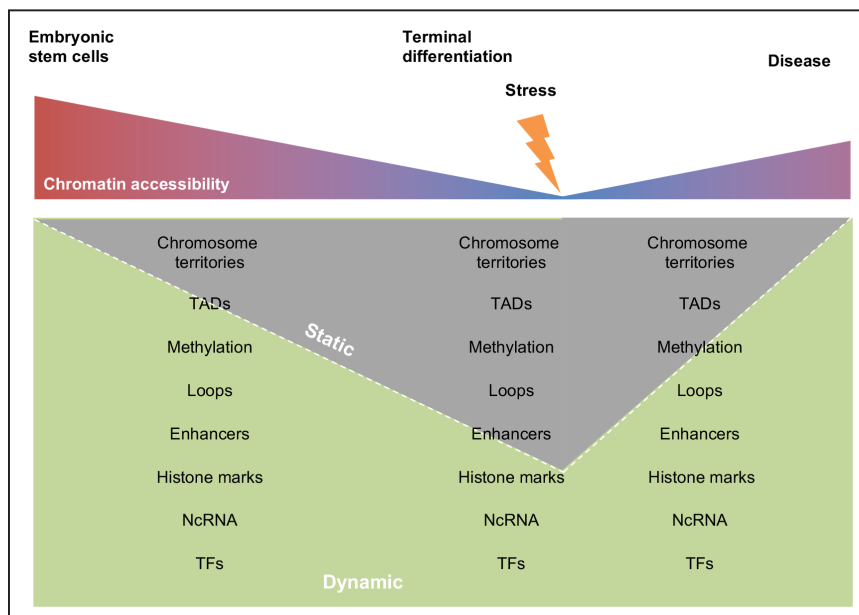 Embryonic
stem cells
Terminal
differentiation
Disease
Stress
Chromatin accessibility
Chromosome
territories
Chromosome
territories
Chromosome
territories
TADs
TADs
TADs
Static
Methylation
Methylation
Methylation
Loops
Loops
Loops
Enhancers
Enhancers
Enhancers
Histone marks
Histone marks
Histone marks
NcRNA
NcRNA
NcRNA
TFs
TFs
TFs
Dynamic